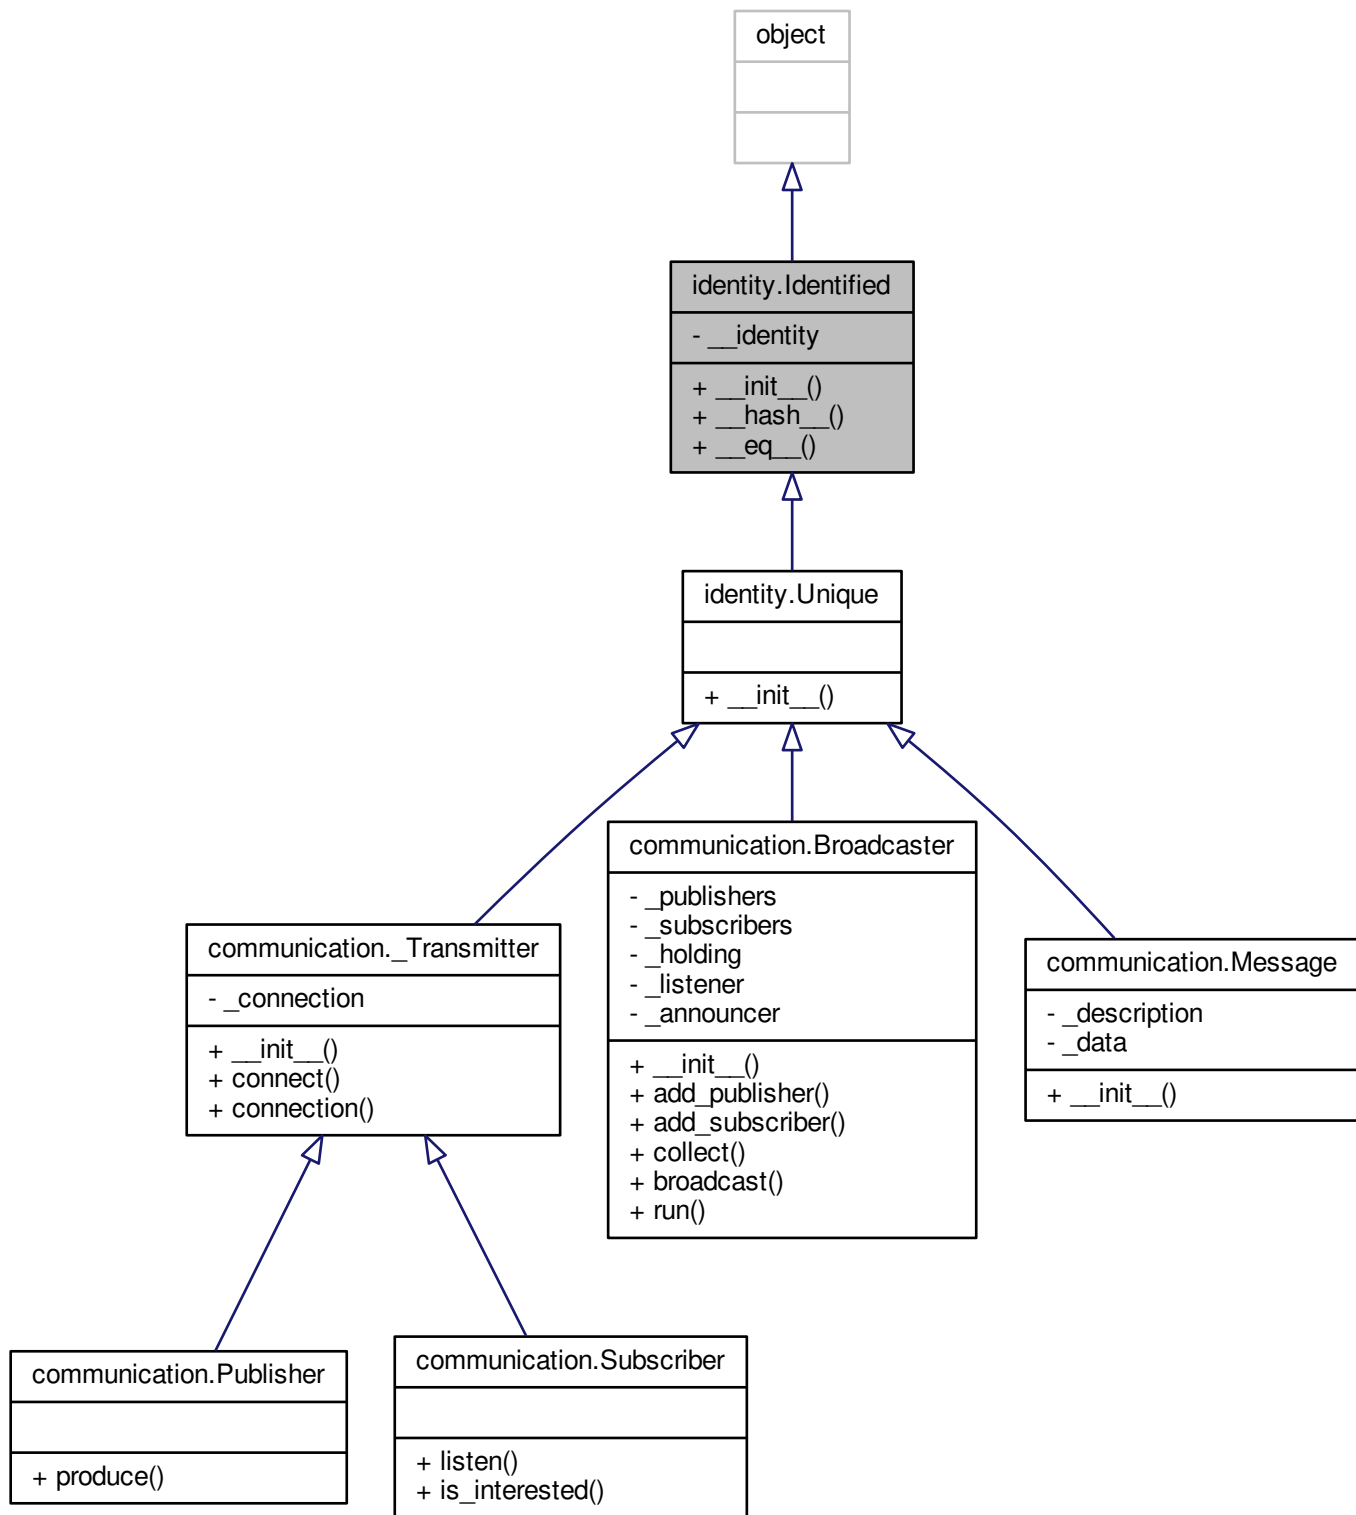 object
identity.Identified
- __identity
+ __init__()
+ __hash__()
+ __eq__()
identity.Unique
+ __init__()
communication._Transmitter
- _connection
+ __init__()
+ connect()
+ connection()
communication.Broadcaster
- _publishers
- _subscribers
- _holding
- _listener
- _announcer
+ __init__()
+ add_publisher()
+ add_subscriber()
+ collect()
+ broadcast()
+ run()
communication.Message
- _description
- _data
+ __init__()
communication.Publisher
+ produce()
communication.Subscriber
+ listen()
+ is_interested()